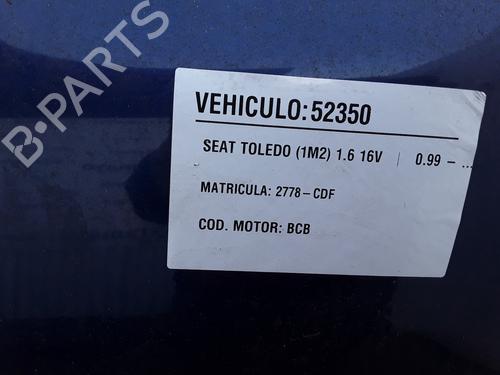 B-PARTS
VEHICULO:52350
SEAT TOLEDO (1M2) 1.6 16V | 0.99 - ...
MATRICULA: 2778-CDF
COD. MOTOR: BCB